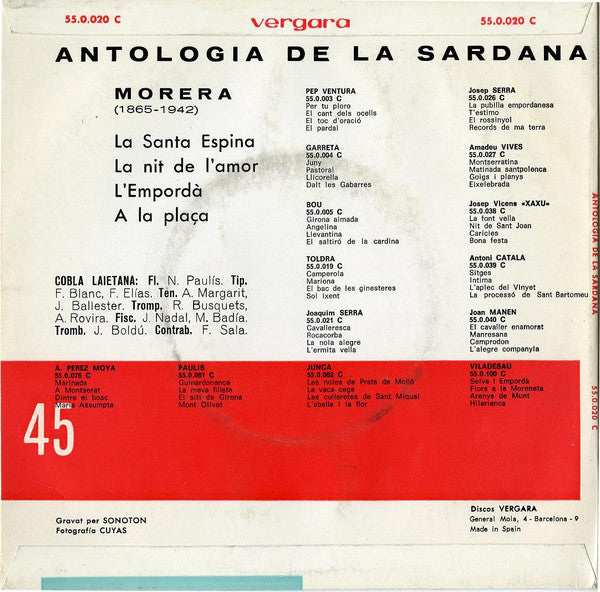 55.0.020 C
vergara
55.0.020 C
ANTOLOGIA DE LA SARDANA
MORERA
(1865-1942)
La Santa Espina
La nit de l'amor
L'Empordà
A la plaça
COBLA LAIETANA: Fl. N. Paulís. Tip.
F. Blanc, F. Elías. Ten. A. Margarit,
J. Ballester. Tromp. R. Busquets,
A. Rovira. Fisc. J. Nadal, M. Badía.
Tromb. J. Boldú. Contrab. F. Sala.
PEP VENTURA
55.0.003 C
Per tu ploro
El cant dels ocells
El toc d'oració
El pardal
GARRETA
55.0.004 C
Juny
Pastoral
Llicorella
Dalt les Gabarres
BOU
55.0.005 C
Girona aimada
Angelina
Llevantina
El saltiró de la cardina
TOLDRA
55.0.019 C
Camperola
Mariona
El bac de les ginesteres
Sol ixent
Joaquim SERRA
55.0.021 C
Cavalleresca
Rocacorba
La noia alegre
L'ermita vella
Josep SERRA
55.0.026 C
La pubilla empordanesa
T'estimo
El rossinyol
Records de ma terra
Amadeu VIVES
55.0.027 C
Montserratina
Matinada santpolenca
Goigs i planys
Eixelebrada
Josep Vicens «XAXU»
55.0.038 C
La font vella
Nit de Sant Joan
Carícies
Bona festa
Antoni CATALA
55.0.039 C
Sitges
Intima
L'aplec del Vinyet
La processó de Sant Bartomeu
Joan MANEN
55.0.040 C
El cavaller enamorat
Manresana
Camprodon
L'alegre companyia
A. PEREZ MOYA
55.0.076 C
Marinada
A Montserrat
Dintre el bosc
Maria Assumpta
PAULIS
55.0.081 C
Guinardonenca
La meva filleta
El siti de Girona
Mont Olivet
JUNCA
55.0.082 C
Les noies de Prats de Molló
La vaca cega
Les culleretes de Sant Miquel
L'abella i la flor
VILADESAU
55.0.100 C
Selva i Empordà
Flors a la Moreneta
Arenys de Munt
Hilarienca
45
Gravat per SONOTON
Fotografía CUYAS
Discos VERGARA
General Mola, 4 - Barcelona - 9
Made in Spain
ANTOLOGIA DE LA SARDANA
55.0.020 C